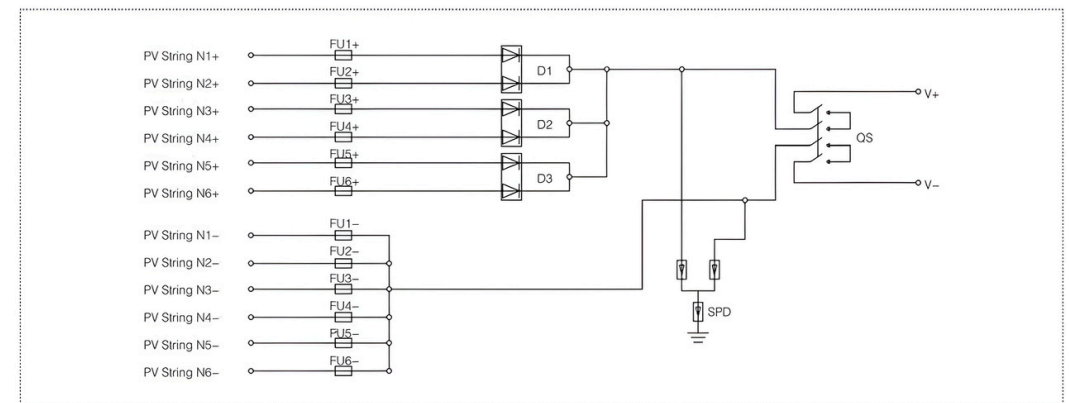 PV String N1+ FU1+
PV String N2+ FU2+ D1
PV String N3+ FU3+ V+
PV String N4+ FU4+ D2
QS
PV String N5+ FU5+
PV String N6+ FU6+ D3
V−
PV String N1− FU1−
PV String N2− FU2−
PV String N3− FU3−
PV String N4− FU4− SPD
PV String N5− FU5−
PV String N6− FU6−